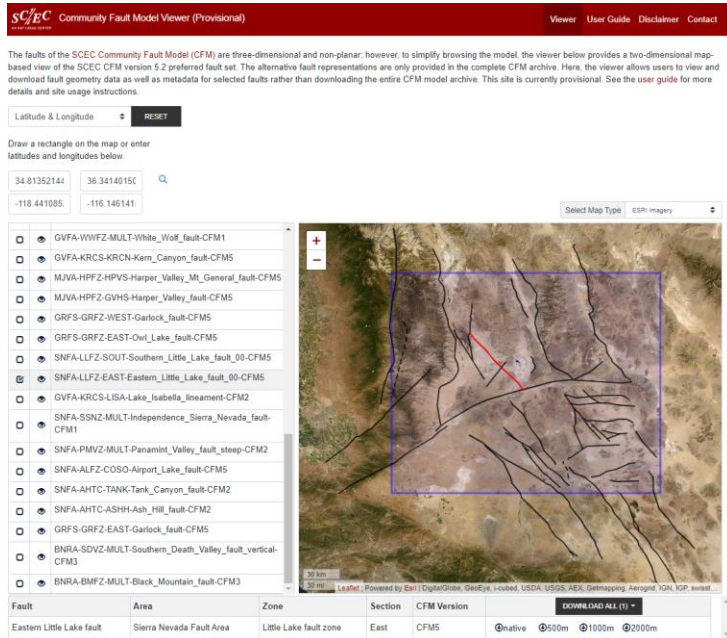 SC/EC Community Fault Model Viewer (Provisional)
Viewer User Guide Disclaimer Contact
The faults of the SCEC Community Fault Model (CFM) are three-dimensional and non-planar; however, to simplify browsing the model, the viewer below provides a two-dimensional map-
based view of the SCEC CFM version 5.2 preferred fault set. The alternative fault representations are only provided in the complete CFM archive. Here, the viewer allows users to view and
download fault geometry data as well as metadata for selected faults rather than downloading the entire CFM model archive. This site is currently provisional. See the user guide for more
details and site usage instructions.
Latitude & Longitude RESET
Draw a rectangle on the map or enter
latitudes and longitudes below.
34.81352144 36.3414015
-118.441085 -116.146141
Select Map Type ESRI Imagery
GVFA-WWFZ-MULT-White_Wolf_fault-CFM1
GVFA-KRCS-KRCN-Kern_Canyon_fault-CFM5
MJVA-HPFZ-HPVS-Harper_Valley_Mt_General_fault-CFM5
MJVA-HPFZ-GVHS-Harper_Valley_fault-CFM5
GRFS-GRFZ-WEST-Garlock_fault-CFM5
GRFS-GRFZ-EAST-Owl_Lake_fault-CFM5
SNFA-LLFZ-SOUT-Southern_Little_Lake_fault_00-CFM5
SNFA-LLFZ-EAST-Eastern_Little_Lake_fault_00-CFM5
GVFA-KRCS-LISA-Lake_Isabella_lineament-CFM2
SNFA-SSNZ-MULT-Independence_Sierra_Nevada_fault-
CFM1
SNFA-PMVZ-MULT-Panamint_Valley_fault_steep-CFM2
SNFA-ALFZ-COSO-Airport_Lake_fault-CFM5
SNFA-AHTC-TANK-Tank_Canyon_fault-CFM2
SNFA-AHTC-ASHH-Ash_Hill_fault-CFM2
GRFS-GRFZ-EAST-Garlock_fault-CFM5
BNRA-SDVZ-MULT-Southern_Death_Valley_fault_vertical-
CFM3
BNRA-BMFZ-MULT-Black_Mountain_fault-CFM3
+
−
30 km
30 mi
Leaflet | Powered by Esri | DigitalGlobe, GeoEye, i-cubed, USDA, USGS, AEX, Getmapping, Aerogrid, IGN, IGP, swisst...
Fault Area Zone Section CFM Version DOWNLOAD ALL (1)
Eastern Little Lake fault Sierra Nevada Fault Area Little Lake fault zone East CFM5 native 500m 1000m 2000m